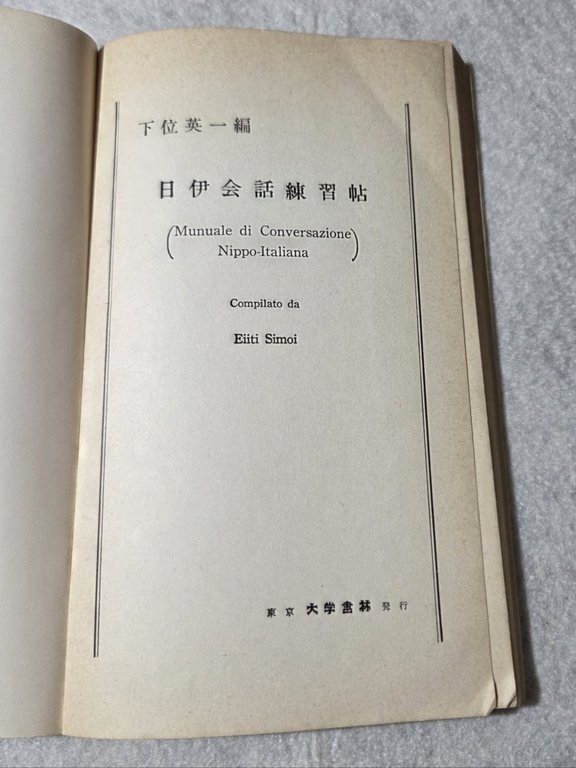 下位英一編
日伊会話練習帖
(Munuale di Conversazione
Nippo-Italiana)
Compilato da
Eiiti Simoi
東京 大学書林 発行